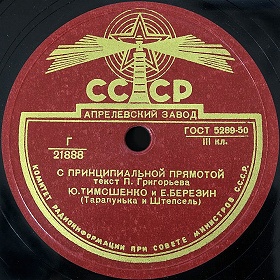 СССР
АПРЕЛЕВСКИЙ ЗАВОД
ГОСТ 5289-50
III кл.
Г
21888
С ПРИНЦИПИАЛЬНОЙ ПРЯМОТОЙ
текст П. Григорьева
Ю.ТИМОШЕНКО и Е.БЕРЕЗИН
(Тарапунька и Штепсель)
КОМИТЕТ РАДИОИНФОРМАЦИИ ПРИ СОВЕТЕ МИНИСТРОВ СССР.